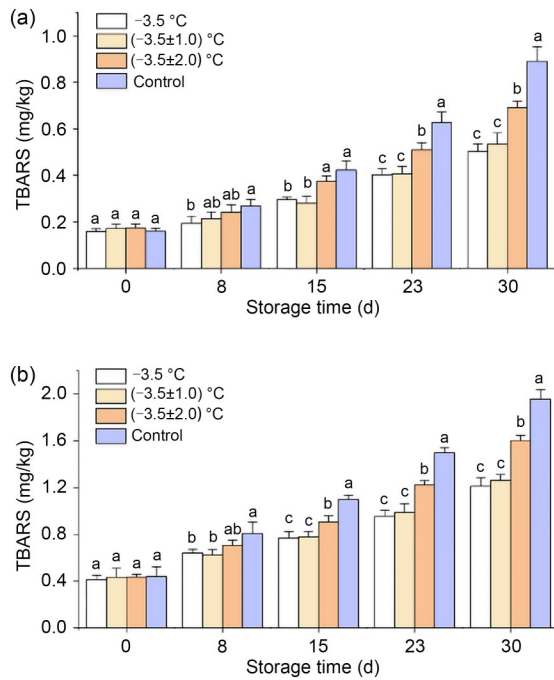 (a)
−3.5 °C
(−3.5±1.0) °C
(−3.5±2.0) °C
Control
TBARS (mg/kg)
1.0
0.8
0.6
0.4
0.2
0.0
a a a a
b ab ab a
b b a a
c c b a
c c b a
0 8 15 23 30
Storage time (d)
(b)
−3.5 °C
(−3.5±1.0) °C
(−3.5±2.0) °C
Control
TBARS (mg/kg)
2.0
1.6
1.2
0.8
0.4
0.0
a a a a
b b ab a
c c b a
c c b a
c c b a
0 8 15 23 30
Storage time (d)